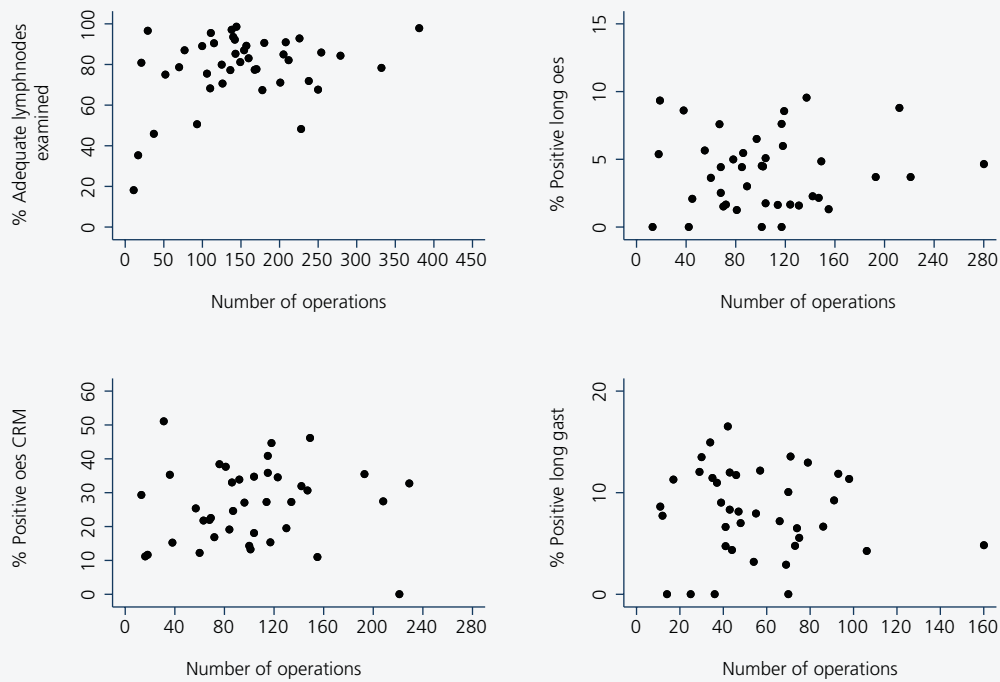 % Adequate lymphnodes
examined
100
80
60
40
20
0
0 50 100 150 200 250 300 350 400 450
Number of operations
% Positive long oes
15
10
5
0
0 40 80 120 160 200 240 280
Number of operations
% Positive oes CRM
60
50
40
30
20
10
0
0 40 80 120 160 200 240 280
Number of operations
% Positive long gast
20
10
0
0 20 40 60 80 100 120 140 160
Number of operations